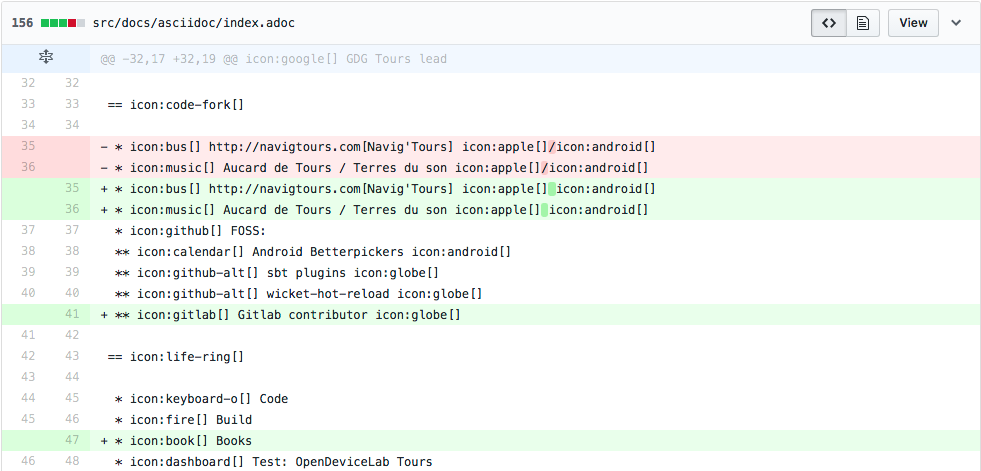 156 src/docs/asciidoc/index.adoc View
@@ -32,17 +32,19 @@ icon:google[] GDG Tours lead
32 32
33 33 == icon:code-fork[]
34 34
35 - * icon:bus[] http://navigtours.com[Navig'Tours] icon:apple[]/icon:android[]
36 - * icon:music[] Aucard de Tours / Terres du son icon:apple[]/icon:android[]
35 + * icon:bus[] http://navigtours.com[Navig'Tours] icon:apple[] icon:android[]
36 + * icon:music[] Aucard de Tours / Terres du son icon:apple[] icon:android[]
37 37 * icon:github[] FOSS:
38 38 ** icon:calendar[] Android Betterpickers icon:android[]
39 39 ** icon:github-alt[] sbt plugins icon:globe[]
40 40 ** icon:github-alt[] wicket-hot-reload icon:globe[]
41 + ** icon:gitlab[] Gitlab contributor icon:globe[]
41 42
42 43 == icon:life-ring[]
43 44
44 45 * icon:keyboard-o[] Code
45 46 * icon:fire[] Build
47 + * icon:book[] Books
46 48 * icon:dashboard[] Test: OpenDeviceLab Tours